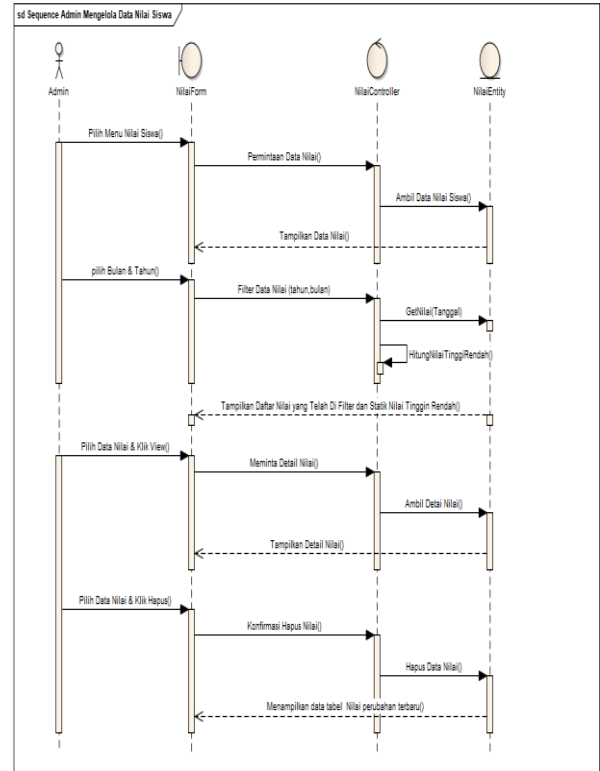 sd Sequence Admin Mengelola Data Nilai Siswa
Admin
NilaiForm
NilaiController
NilaiEntity
Pilih Menu Nilai Siswa()
Permintaan Data Nilai()
Ambil Data Nilai Siswa()
Tampilkan Data Nilai()
pilih Bulan & Tahun()
Filter Data Nilai (tahun,bulan)
GetNilai(Tanggal)
HitungNilaiTinggiRendah()
Tampilkan Daftar Nilai yang Telah Di Filter dan Statik Nilai Tinggin Rendah()
Pilih Data Nilai & Klik View()
Meminta Detail Nilai()
Ambil Detai Nilai()
Tampilkan Detail Nilai()
Pilih Data Nilai & Klik Hapus()
Konfirmasi Hapus Nilai()
Hapus Data Nilai()
Menampilkan data tabel Nilai perubahan terbaru()